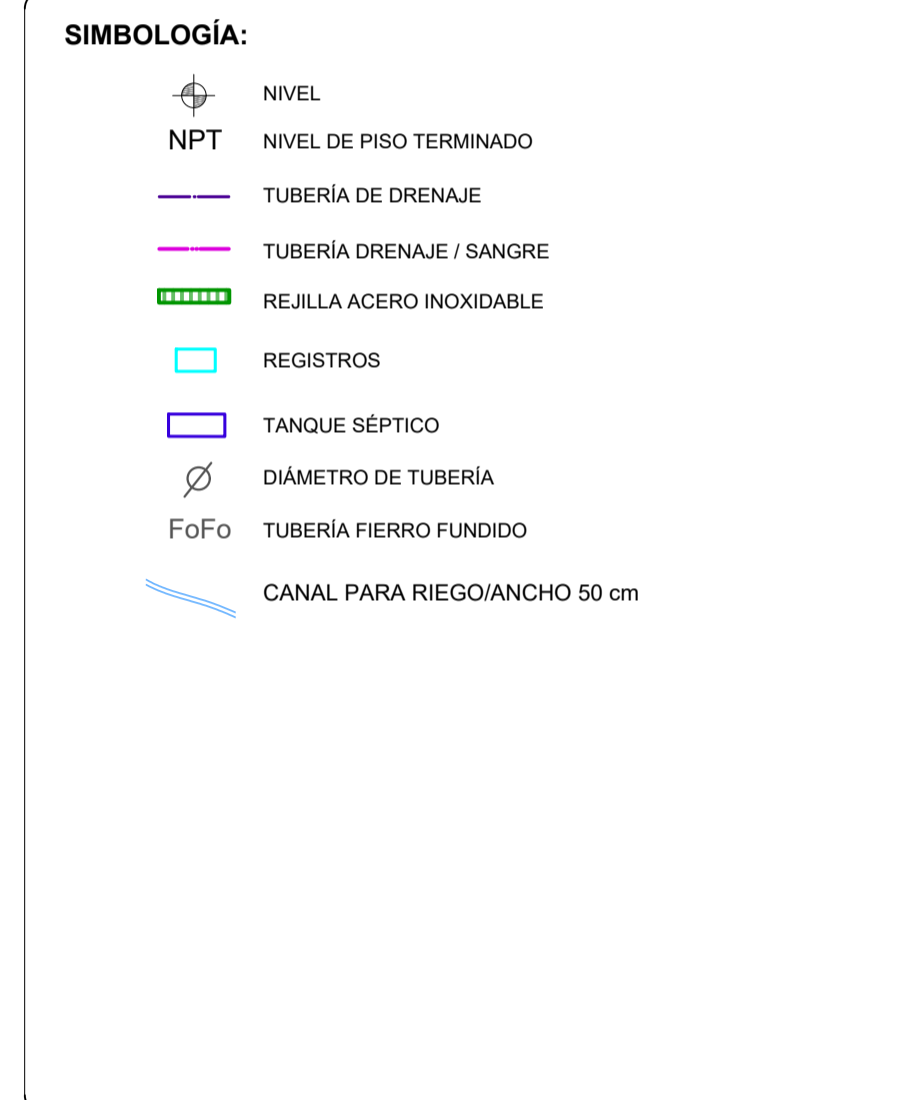 SIMBOLOGÍA:
NIVEL
NPT NIVEL DE PISO TERMINADO
TUBERÍA DE DRENAJE
TUBERÍA DRENAJE / SANGRE
REJILLA ACERO INOXIDABLE
REGISTROS
TANQUE SÉPTICO
DIÁMETRO DE TUBERÍA
FoFo TUBERÍA FIERRO FUNDIDO
CANAL PARA RIEGO/ANCHO 50 cm